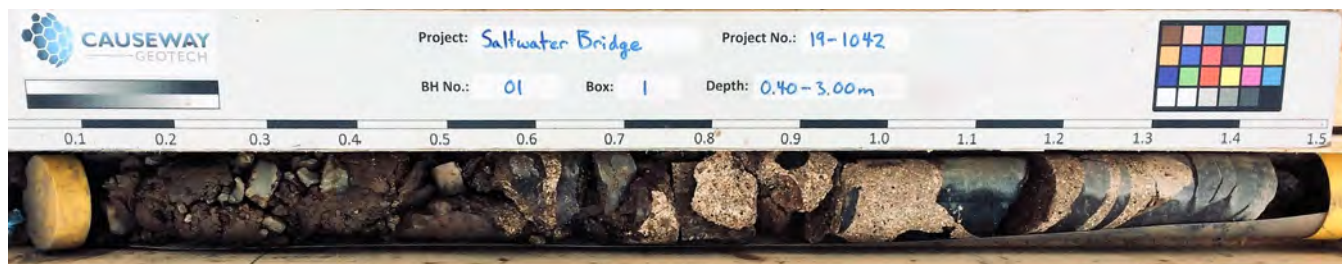 CAUSEWAY
GEOTECH
Project: Saltwater Bridge Project No.: 19-1042
BH No.: 01 Box: 1 Depth: 0.40-3.00m
0.1 0.2 0.3 0.4 0.5 0.6 0.7 0.8 0.9 1.0 1.1 1.2 1.3 1.4 1.5